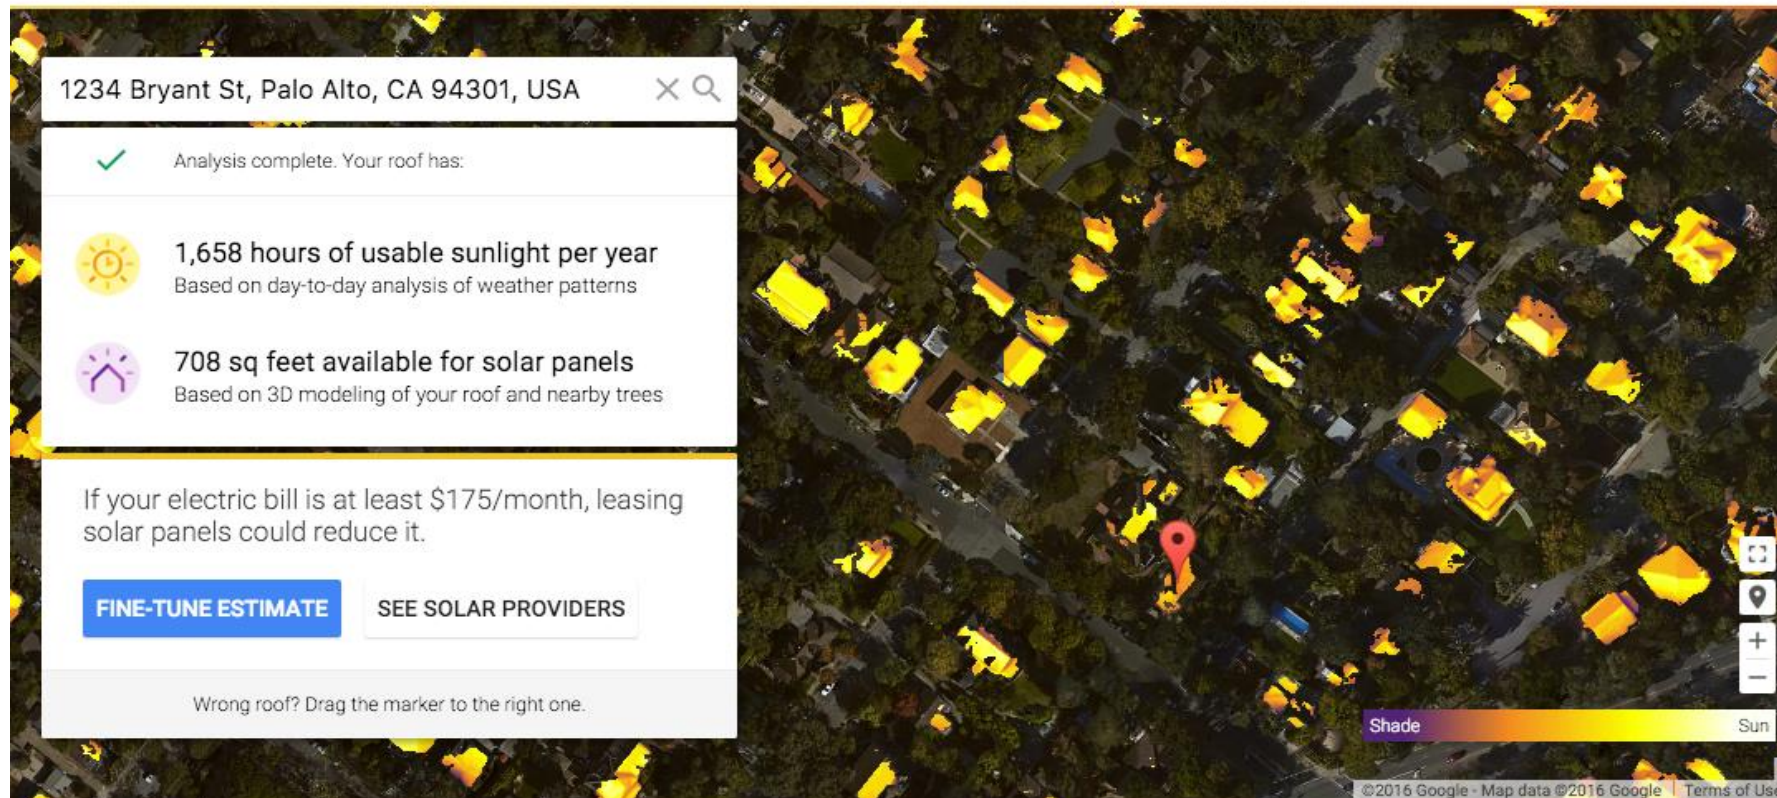 1234 Bryant St, Palo Alto, CA 94301, USA
Analysis complete. Your roof has:
1,658 hours of usable sunlight per year
Based on day-to-day analysis of weather patterns
708 sq feet available for solar panels
Based on 3D modeling of your roof and nearby trees
If your electric bill is at least $175/month, leasing
solar panels could reduce it.
FINE-TUNE ESTIMATE SEE SOLAR PROVIDERS
Wrong roof? Drag the marker to the right one.
Shade Sun
©2016 Google - Map data ©2016 Google Terms of Use